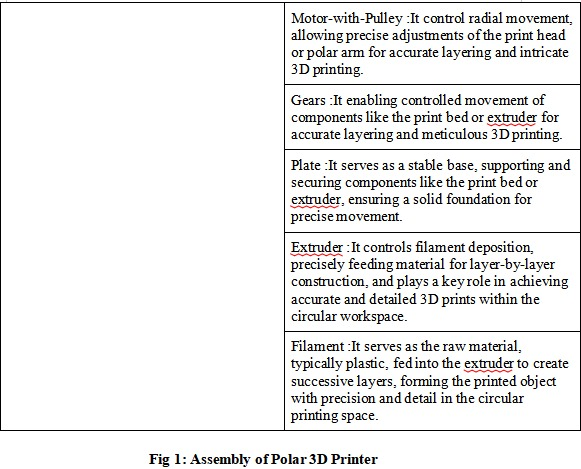 Motor-with-Pulley :It control radial movement,
allowing precise adjustments of the print head
or polar arm for accurate layering and intricate
3D printing.
Gears :It enabling controlled movement of
components like the print bed or extruder for
accurate layering and meticulous 3D printing.
Plate :It serves as a stable base, supporting and
securing components like the print bed or
extruder, ensuring a solid foundation for
precise movement.
Extruder :It controls filament deposition,
precisely feeding material for layer-by-layer
construction, and plays a key role in achieving
accurate and detailed 3D prints within the
circular workspace.
Filament :It serves as the raw material,
typically plastic, fed into the extruder to create
successive layers, forming the printed object
with precision and detail in the circular
printing space.
Fig 1: Assembly of Polar 3D Printer